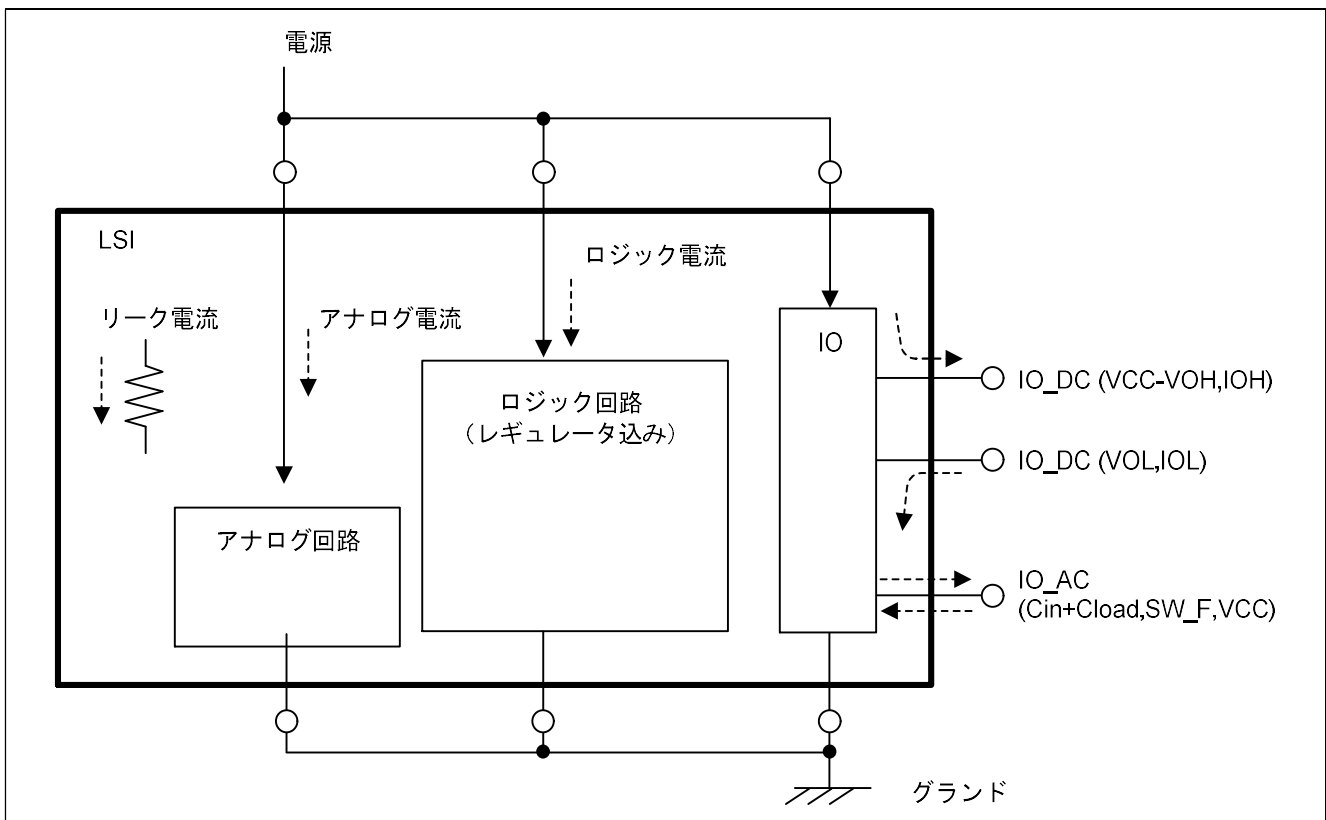 電源
LSI
ロジック電流
リーク電流
アナログ電流
IO
IO_DC (VCC-VOH,IOH)
ロジック回路
(レギュレータ込み)
IO_DC (VOL,IOL)
アナログ回路
IO_AC
(Cin+Cload,SW_F,VCC)
グランド